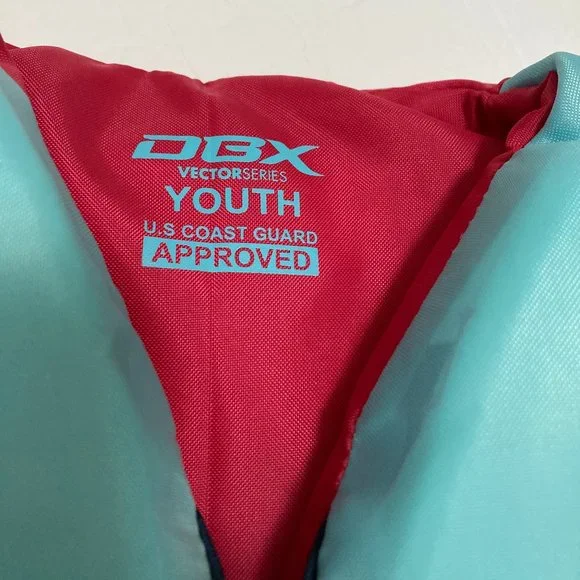 DBX
VECTORSERIES
YOUTH
U.S COAST GUARD
APPROVED